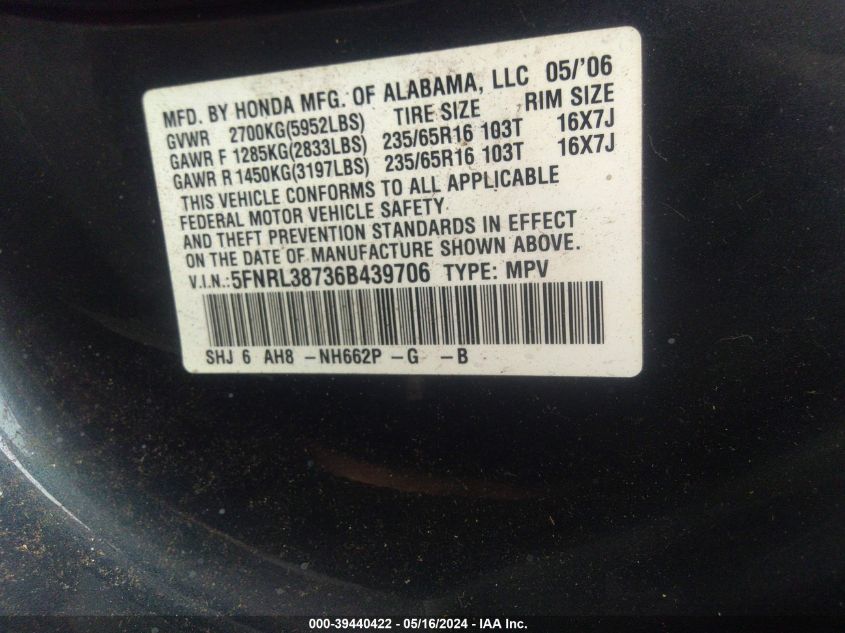 MFD. BY HONDA MFG. OF ALABAMA, LLC 05/'06
GVWR 2700KG(5952LBS) TIRE SIZE RIM SIZE
GAWR F 1285KG(2833LBS) 235/65R16 103T 16X7J
GAWR R 1450KG(3197LBS) 235/65R16 103T 16X7J
THIS VEHICLE CONFORMS TO ALL APPLICABLE
FEDERAL MOTOR VEHICLE SAFETY
AND THEFT PREVENTION STANDARDS IN EFFECT
ON THE DATE OF MANUFACTURE SHOWN ABOVE.
V.I.N.:5FNRL38736B439706 TYPE: MPV
SHJ 6 AH8 -NH662P -G -B
000-39440422 - 05/16/2024 - IAA Inc.